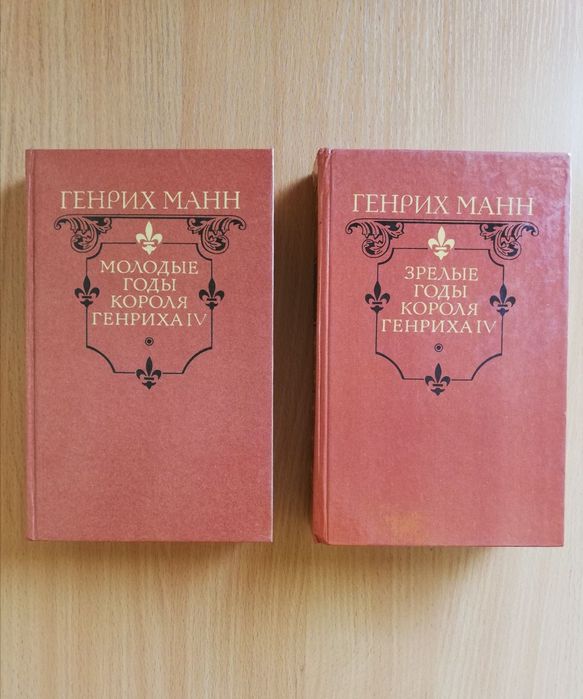 ГЕНРИХ МАНН
МОЛОДЫЕ
ГОДЫ
КОРОЛЯ
ГЕНРИХА IV
ГЕНРИХ МАНН
ЗРЕЛЫЕ
ГОДЫ
КОРОЛЯ
ГЕНРИХА IV